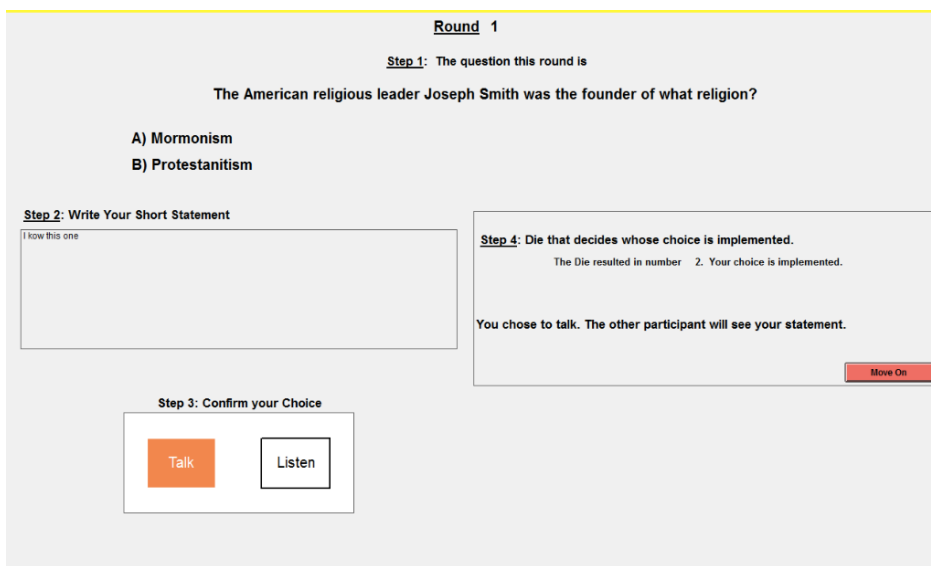 Round 1
Step 1: The question this round is
The American religious leader Joseph Smith was the founder of what religion?
A) Mormonism
B) Protestanitism
Step 2: Write Your Short Statement
I kow this one
Step 3: Confirm your Choice
Talk
Listen
Step 4: Die that decides whose choice is implemented.
The Die resulted in number 2. Your choice is implemented.
You chose to talk. The other participant will see your statement.
Move On